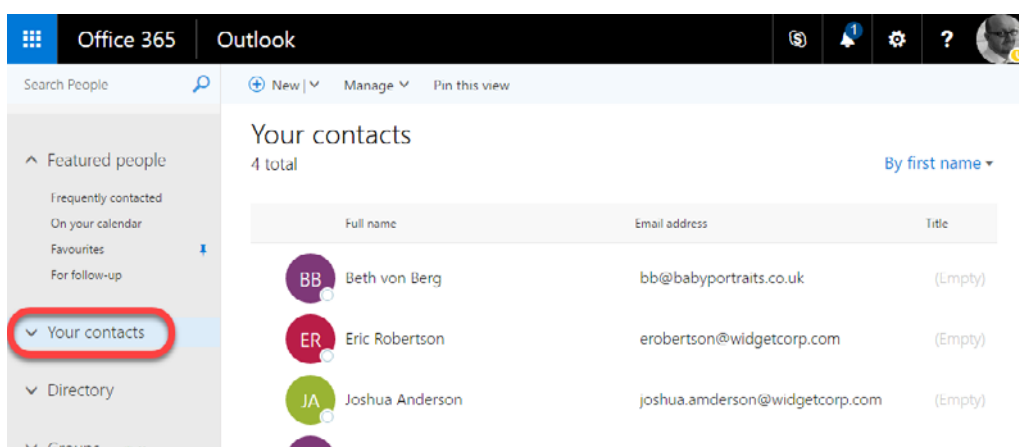 Office 365
Outlook
1
?
Search People
New
Manage
Pin this view
Your contacts
4 total
By first name
Featured people
Frequently contacted
On your calendar
Favourites
For follow-up
Your contacts
Directory
Full name Email address Title
BB Beth von Berg bb@babyportraits.co.uk (Empty)
ER Eric Robertson erobertson@widgetcorp.com (Empty)
JA Joshua Anderson joshua.amderson@widgetcorp.com (Empty)